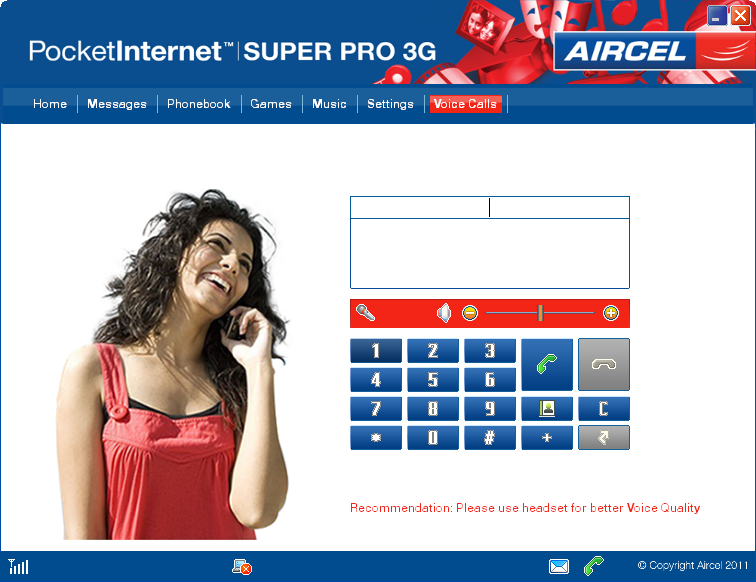 PocketInternet™ | SUPER PRO 3G
AIRCEL
Home Messages Phonebook Games Music Settings Voice Calls
1 2 3
4 5 6
7 8 9 C
* 0 # +
Recommendation: Please use headset for better Voice Quality
© Copyright Aircel 2011